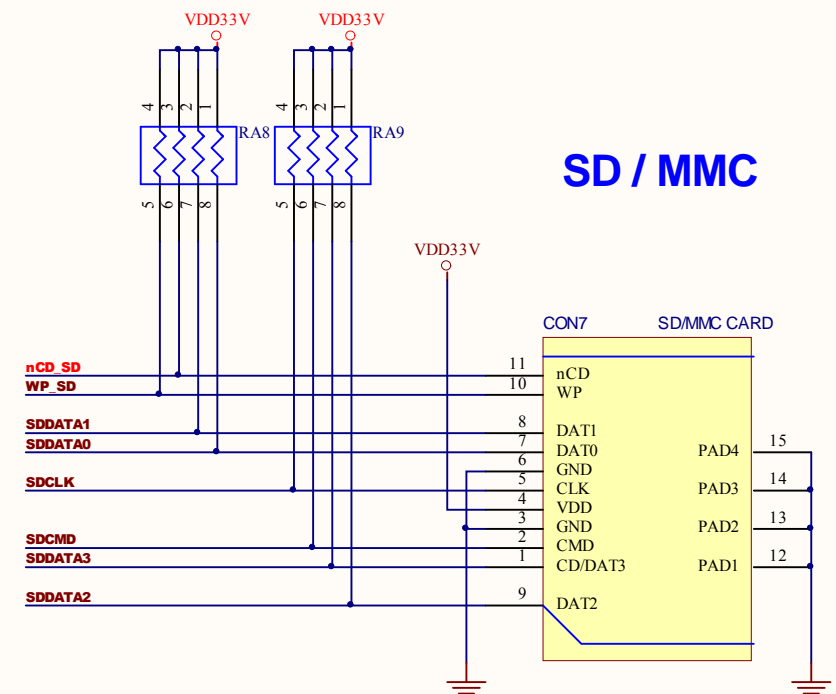 VDD33V VDD33V
4 3 2 1 RA8 4 3 2 1 RA9
5 6 7 8 5 6 7 8
SD / MMC
VDD33V
CON7 SD/MMC CARD
nCD_SD 11 nCD
WP_SD 10 WP
SDDATA1 8 DAT1
SDDATA0 7 DAT0 PAD4 15
6 GND
SDCLK 5 CLK PAD3 14
4 VDD
3 GND PAD2 13
SDCMD 2 CMD
SDDATA3 1 CD/DAT3 PAD1 12
SDDATA2 9 DAT2